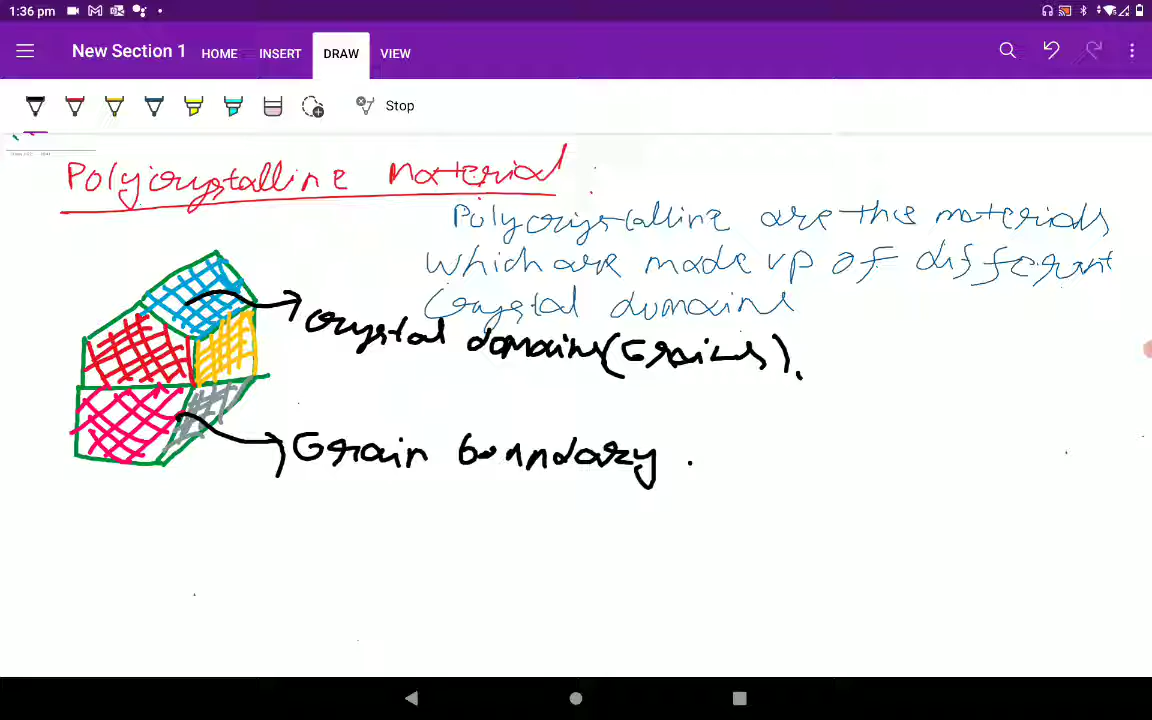 1:36 pm
New Section 1 HOME INSERT DRAW VIEW
Stop
Polycrystalline Material :
Polycrystalline are the materials
which are made up of different
Crystal domains
Crystal domains(Grains).
Grain boundary .